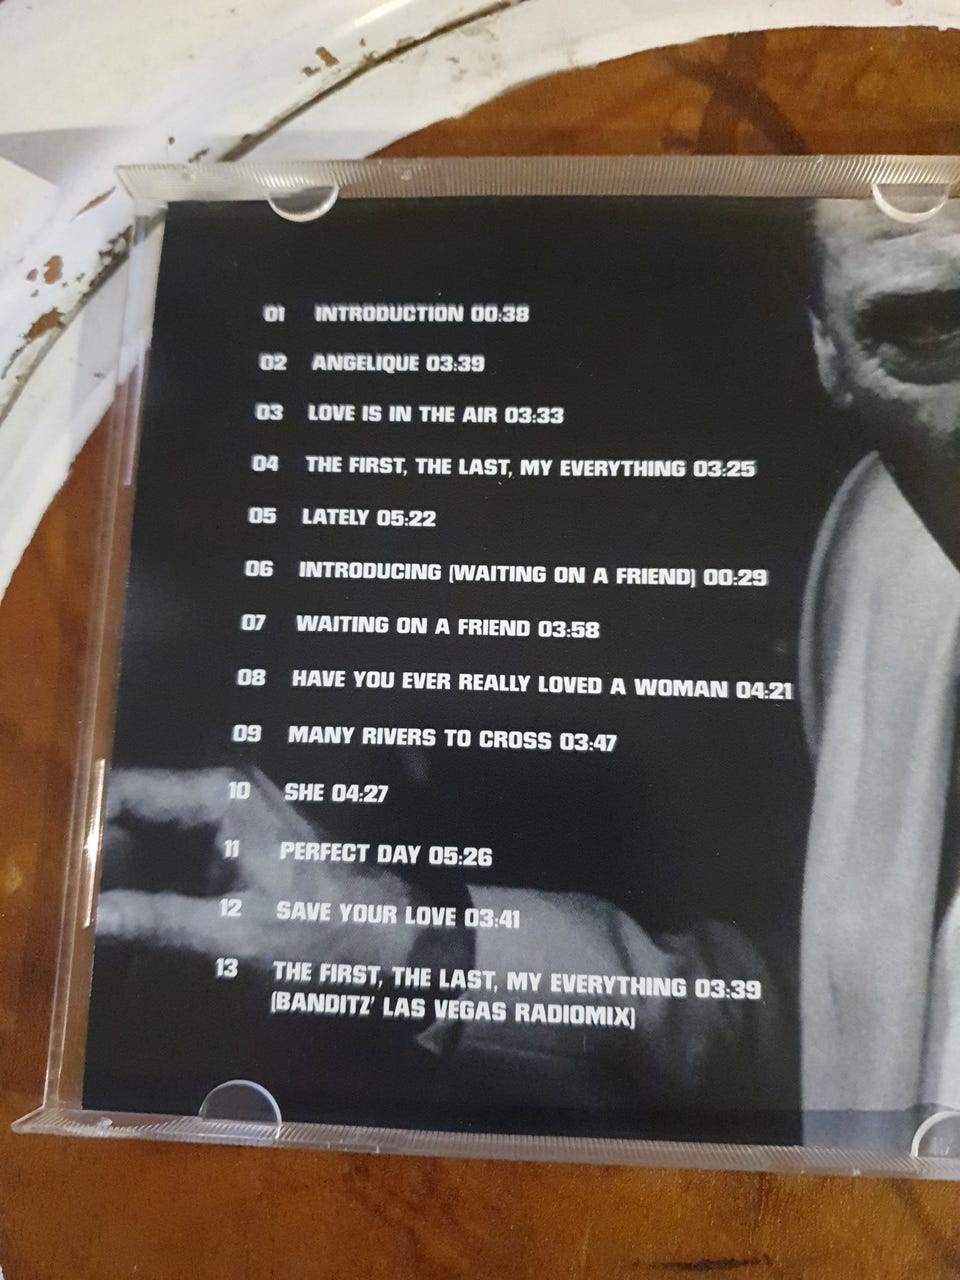 01 INTRODUCTION 00:38
02 ANGELIQUE 03:39
03 LOVE IS IN THE AIR 03:33
04 THE FIRST, THE LAST, MY EVERYTHING 03:25
05 LATELY 05:22
06 INTRODUCING (WAITING ON A FRIEND) 00:29
07 WAITING ON A FRIEND 03:58
08 HAVE YOU EVER REALLY LOVED A WOMAN 04:21
09 MANY RIVERS TO CROSS 03:47
10 SHE 04:27
11 PERFECT DAY 05:26
12 SAVE YOUR LOVE 03:41
13 THE FIRST, THE LAST, MY EVERYTHING 03:39
(BANDITZ' LAS VEGAS RADIOMIX)